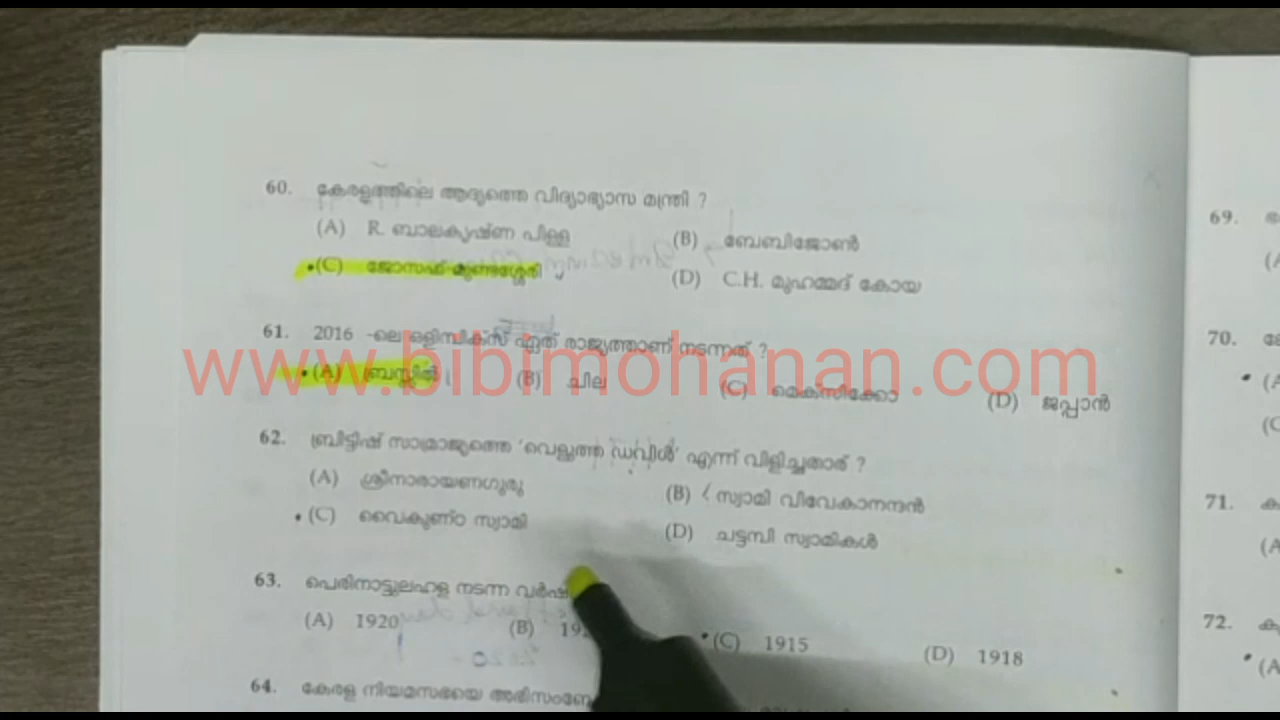 60. കേരളത്തിലെ ആദ്യത്തെ വിദ്യാഭ്യാസ മന്ത്രി ?
(A) R. ബാലകൃഷ്ണ പിള്ള (B) ബേബിജോൺ
(C) ജോസഫ് മുണ്ടശ്ശേരി (D) C.H. മുഹമ്മദ് കോയ
61. 2016 -ലെ ഒളിമ്പിക്സ് ഏത് രാജ്യത്താണ് നടന്നത് ?
www.bibimohanan.com
(A) ബ്രസ്സിൽ (B) ചില (C) മെക്സിക്കോ (D) ജപ്പാൻ
62. ബ്രിട്ടിഷ് സാമ്രാജ്യത്തെ 'വെളുത്ത ഡവിൾ' എന്ന് വിളിച്ചതാര് ?
(A) ശ്രീനാരായണഗുരു (B) സ്വാമി വിവേകാനന്ദൻ
(C) വൈകുണ്ഠ സ്വാമി (D) ചട്ടമ്പി സ്വാമികൾ
63. പെരിനാട്ടുലഹള നടന്ന
(A) 1920 (B) (C) 1915 (D) 1918
64. കേരള നിയമസഭയെ
69.
70.
71.
72.